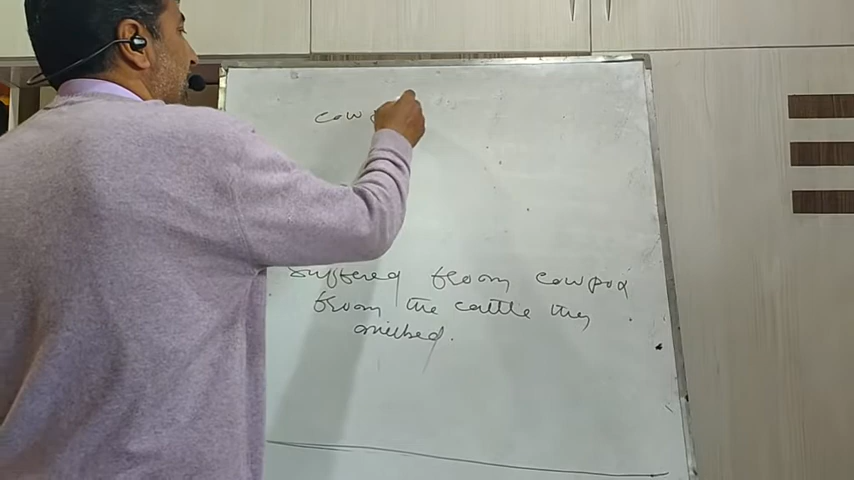 cow
suffered from cowpox
from the cattle they
milked.